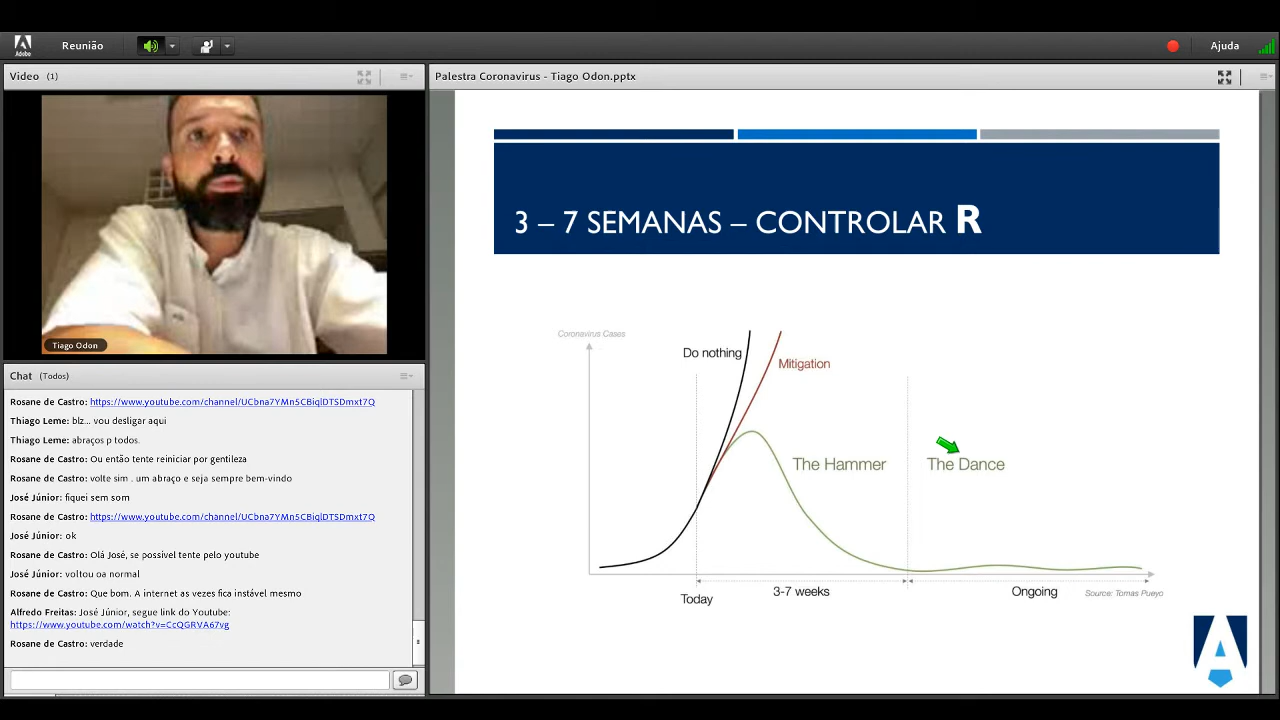 Adobe
Reunião
Ajuda
Video (1)
Tiago Odon
Chat (Todos)
Rosane de Castro: https://www.youtube.com/channel/UCbna7YMn5CBiqlDTSDmxt7Q
Thiago Leme: blz... vou desligar aqui
Thiago Leme: abraços p todos.
Rosane de Castro: Ou então tente reiniciar por gentileza
Rosane de Castro: volte sim . um abraço e seja sempre bem-vindo
José Júnior: fiquei sem som
Rosane de Castro: https://www.youtube.com/channel/UCbna7YMn5CBiqlDTSDmxt7Q
José Júnior: ok
Rosane de Castro: Olá José, se possivel tente pelo youtube
José Júnior: voltou oa normal
Rosane de Castro: Que bom. A internet as vezes fica instável mesmo
Alfredo Freitas: José Júnior, segue link do Youtube:
https://www.youtube.com/watch?v=CcQGRVA67vg
Rosane de Castro: verdade
Palestra Coronavirus - Tiago Odon.pptx
3 – 7 SEMANAS – CONTROLAR R
Coronavirus Cases
Do nothing
Mitigation
The Hammer
The Dance
Today
3-7 weeks
Ongoing
Source: Tomas Pueyo